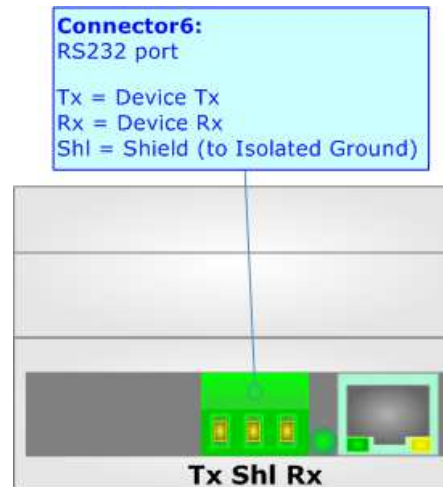 Connector6:
RS232 port
Tx = Device Tx
Rx = Device Rx
Shl = Shield (to Isolated Ground)
Tx Shl Rx